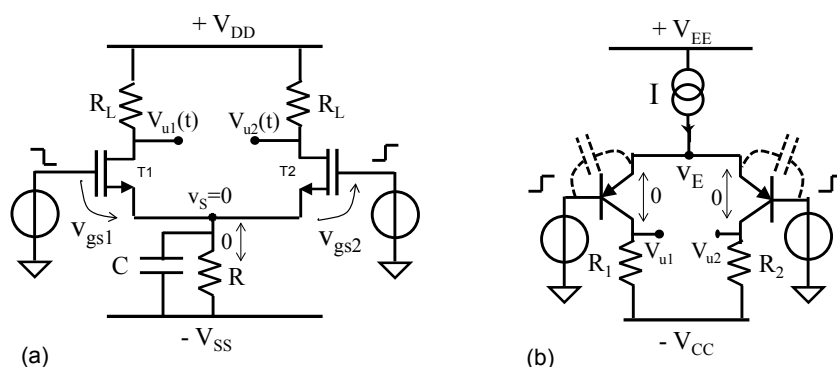 + V_DD
R_L
V_u1(t)
V_u2(t)
R_L
T1
T2
v_S=0
v_gs1
0
v_gs2
C
R
- V_SS
(a)
+ V_EE
I
v_E
0
0
R_1
V_u1
V_u2
R_2
- V_CC
(b)